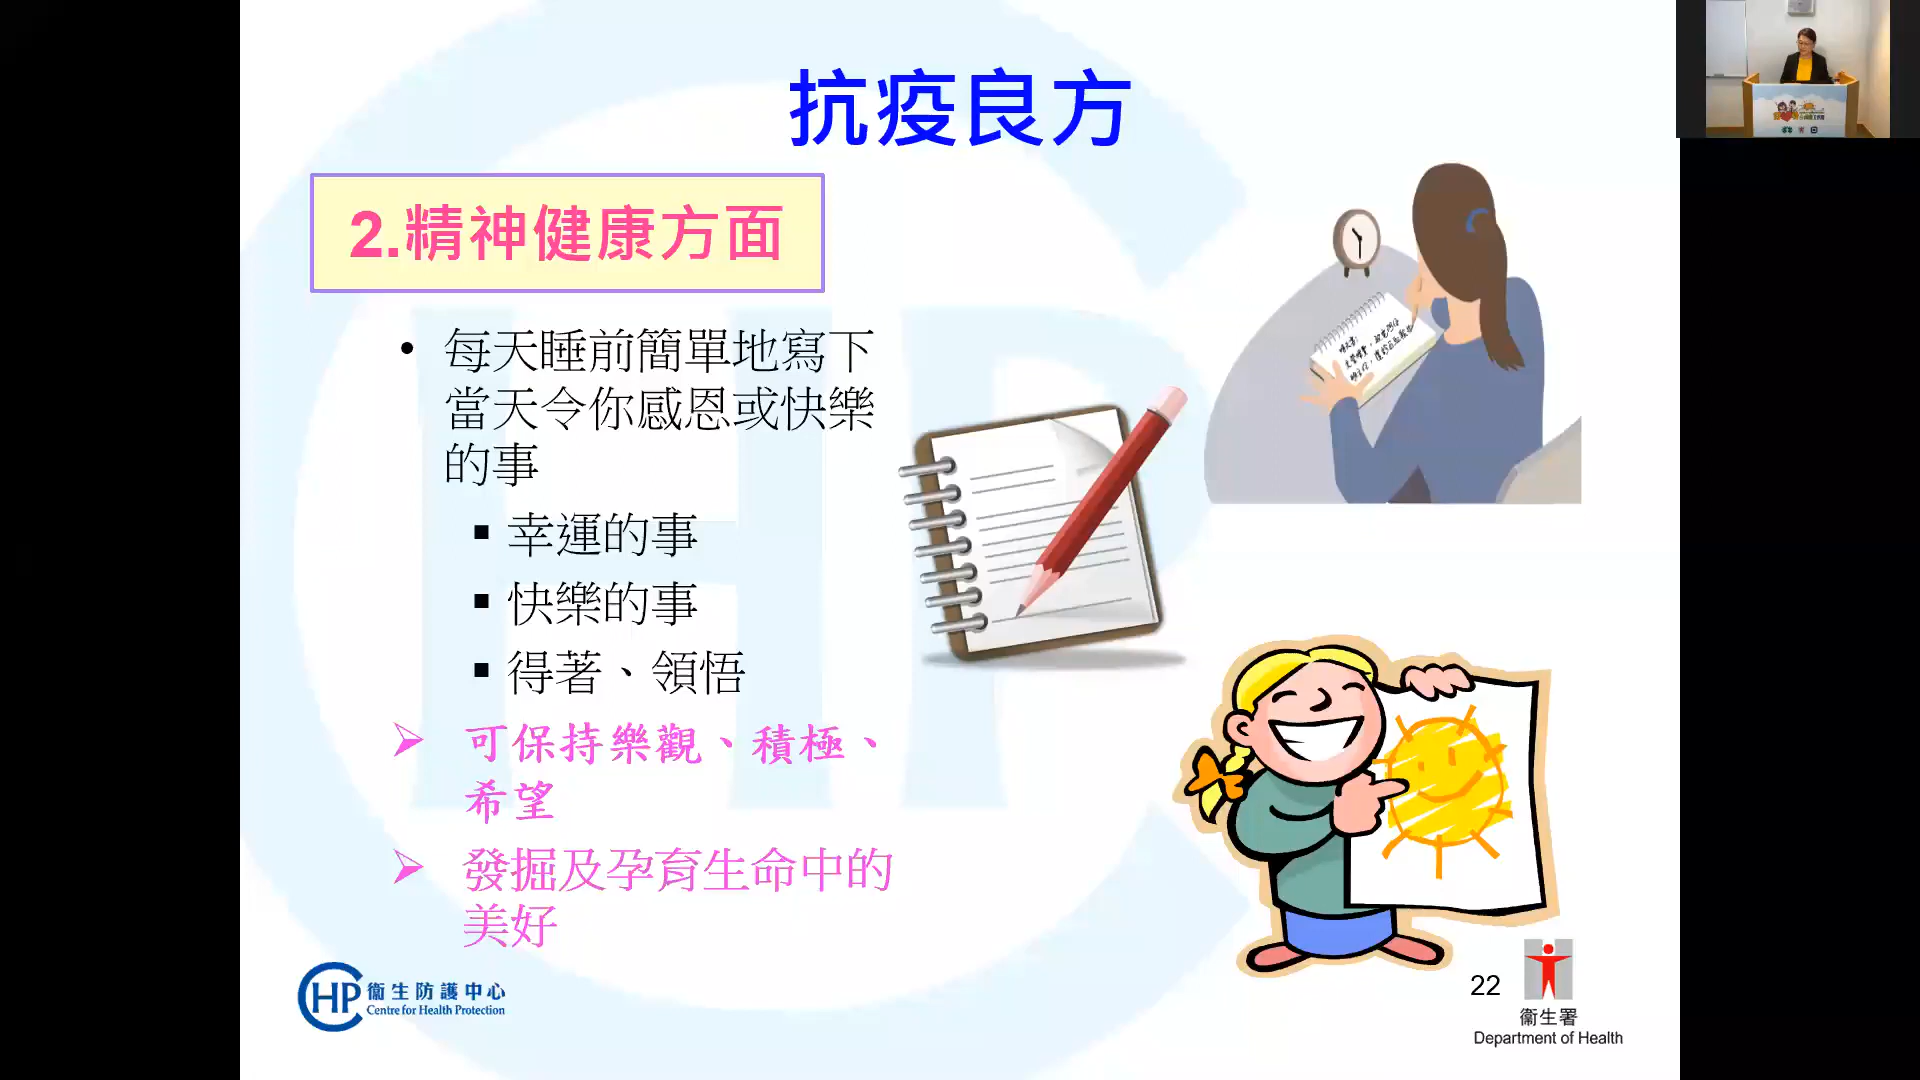 抗疫良方
2.精神健康方面
• 每天睡前簡單地寫下
當天令你感恩或快樂
的事
▪ 幸運的事
▪ 快樂的事
▪ 得著、領悟
➢ 可保持樂觀、積極、
希望
➢ 發掘及孕育生命中的
美好
CHP 衞生防護中心
Centre for Health Protection
22
衞生署
Department of Health